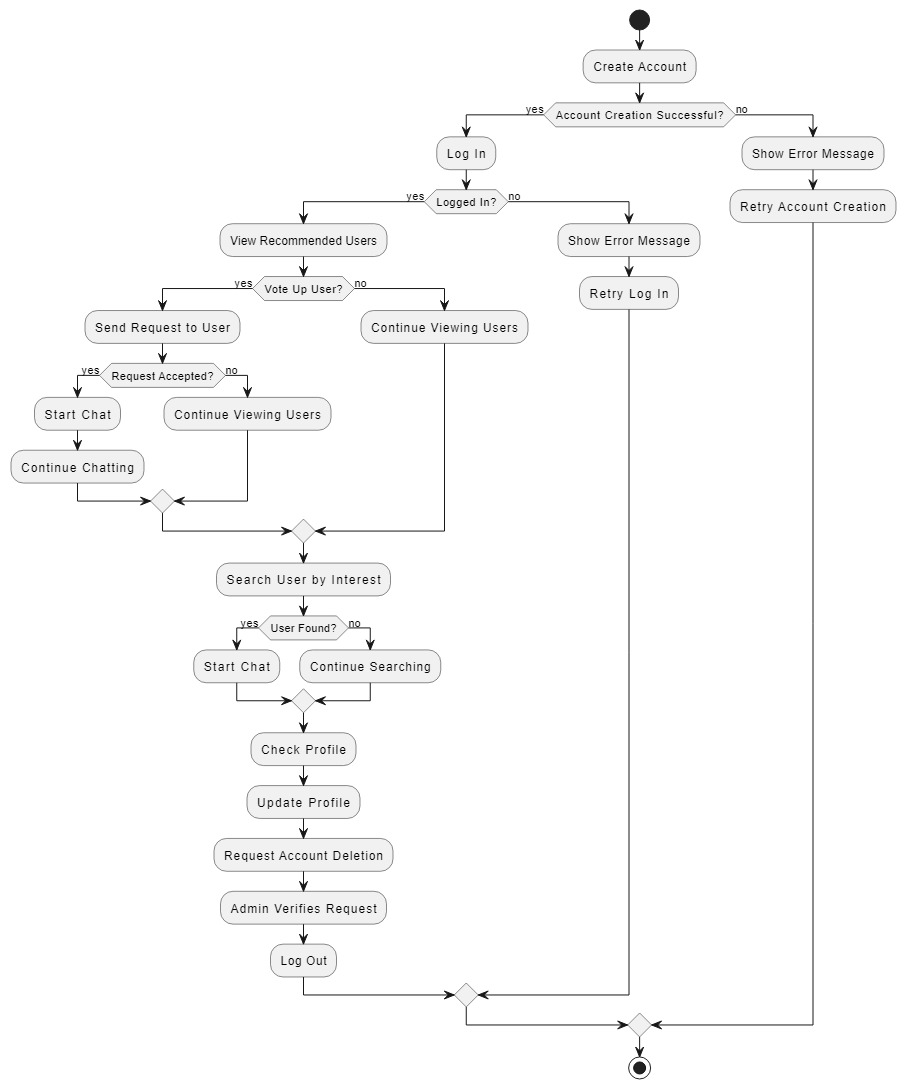 Create Account
yes
Account Creation Successful?
no
Log In
Show Error Message
yes
Logged In?
no
Retry Account Creation
View Recommended Users
Show Error Message
yes
Vote Up User?
no
Retry Log In
Send Request to User
Continue Viewing Users
yes
Request Accepted?
no
Start Chat
Continue Viewing Users
Continue Chatting
Search User by Interest
yes
User Found?
no
Start Chat
Continue Searching
Check Profile
Update Profile
Request Account Deletion
Admin Verifies Request
Log Out